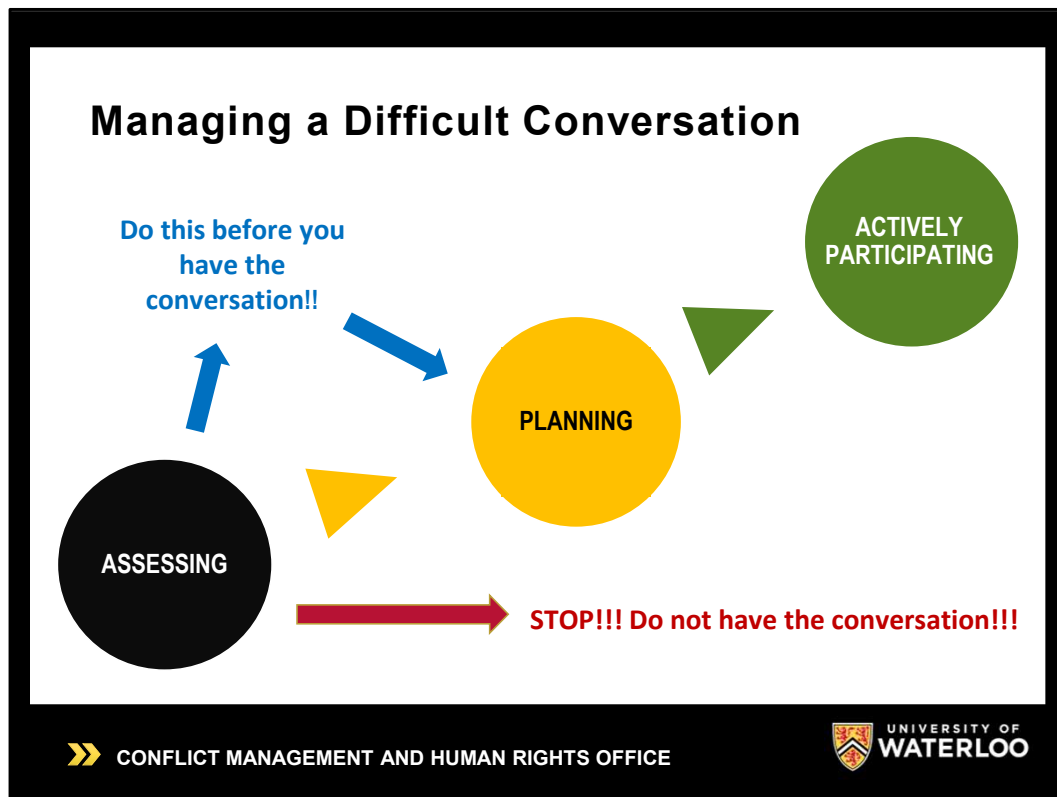 Managing a Difficult Conversation
Do this before you
have the
conversation!!
ACTIVELY
PARTICIPATING
PLANNING
ASSESSING
STOP!!! Do not have the conversation!!!
CONFLICT MANAGEMENT AND HUMAN RIGHTS OFFICE
UNIVERSITY OF
WATERLOO